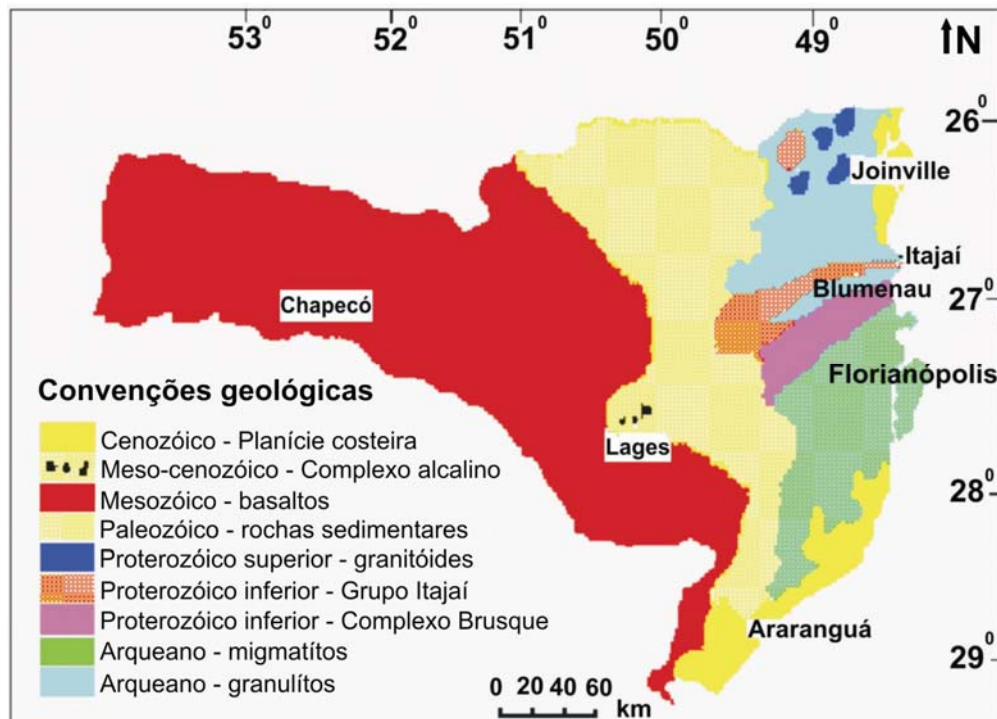 53⁰ 52⁰ 51⁰ 50⁰ 49⁰ N
26⁰
Joinville
Itajaí
Blumenau
27⁰
Chapecó
Florianópolis
Lages
28⁰
Araranguá
29⁰
Convenções geológicas
Cenozóico - Planície costeira
Meso-cenozóico - Complexo alcalino
Mesozóico - basaltos
Paleozóico - rochas sedimentares
Proterozóico superior - granitóides
Proterozóico inferior - Grupo Itajaí
Proterozóico inferior - Complexo Brusque
Arqueano - migmatítos
Arqueano - granulítos
0 20 40 60
km